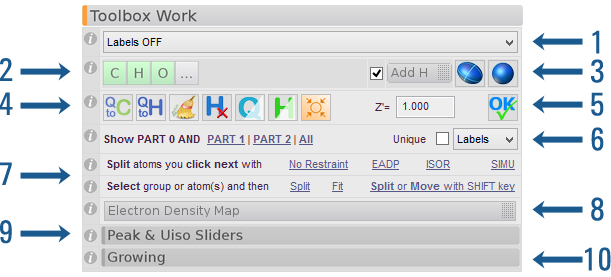 Toolbox Work
i Labels OFF 1
2 i C H O ... Add H 3
4 i Q to C Q to H H Q H Z'= 1.000 OK 5
i Show PART 0 AND PART 1 | PART 2 | All Unique Labels 6
7 i Split atoms you click next with No Restraint EADP ISOR SIMU
i Select group or atom(s) and then Split Fit Split or Move with SHIFT key
i Electron Density Map 8
9 i Peak & Uiso Sliders
i Growing 10